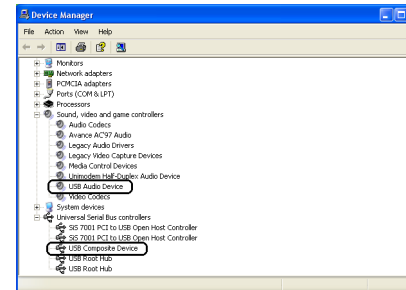 Device Manager
File Action View Help
Monitors
Network adapters
PCMCIA adapters
Ports (COM & LPT)
Processors
Sound, video and game controllers
Audio Codecs
Avance AC'97 Audio
Legacy Audio Drivers
Legacy Video Capture Devices
Media Control Devices
Unimodem Half-Duplex Audio Device
USB Audio Device
Video Codecs
System devices
Universal Serial Bus controllers
SiS 7001 PCI to USB Open Host Controller
SiS 7001 PCI to USB Open Host Controller
USB Composite Device
USB Root Hub
USB Root Hub